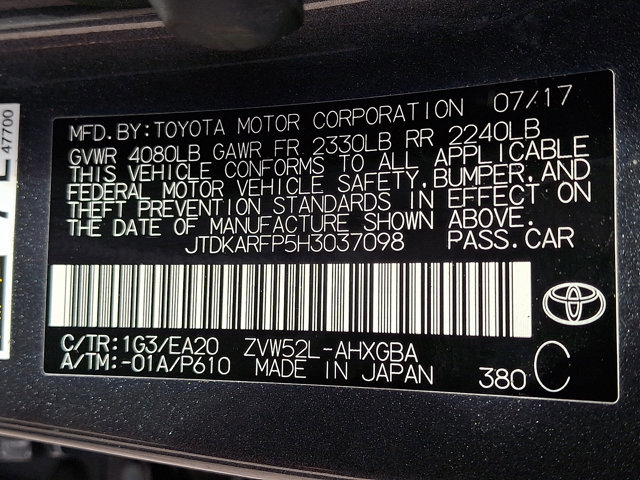 MFD. BY: TOYOTA MOTOR CORPORATION 07/17
GVWR 4080LB GAWR FR 2330LB RR 2240LB
THIS VEHICLE CONFORMS TO ALL APPLICABLE
FEDERAL MOTOR VEHICLE SAFETY, BUMPER, AND
THEFT PREVENTION STANDARDS IN EFFECT ON
THE DATE OF MANUFACTURE SHOWN ABOVE.
JTDKARFP5H3037098 PASS. CAR
C/TR: 1G3/EA20 ZVW52L-AHXGBA
A/TM: -01A/P610 MADE IN JAPAN 380 C
47700